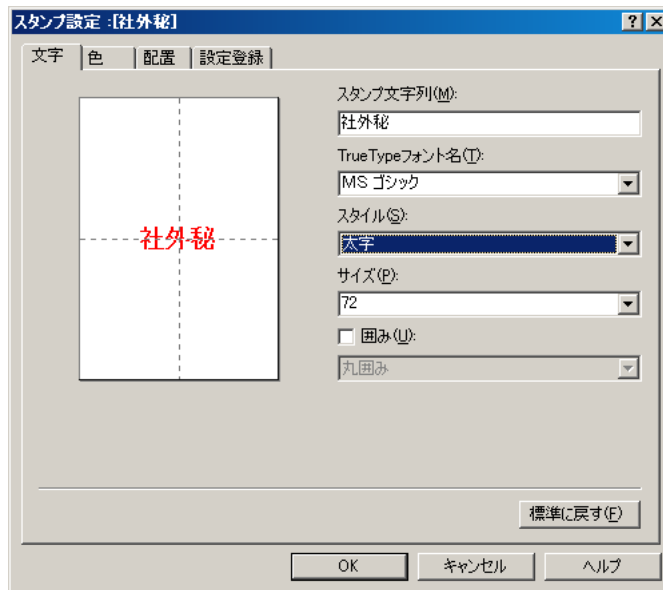 スタンプ設定 :[社外秘]
文字 色 配置 設定登録
社外秘
スタンプ文字列(M):
社外秘
TrueTypeフォント名(T):
MS ゴシック
スタイル(S):
太字
サイズ(P):
72
囲み(U):
丸囲み
標準に戻す(F)
OK キャンセル ヘルプ